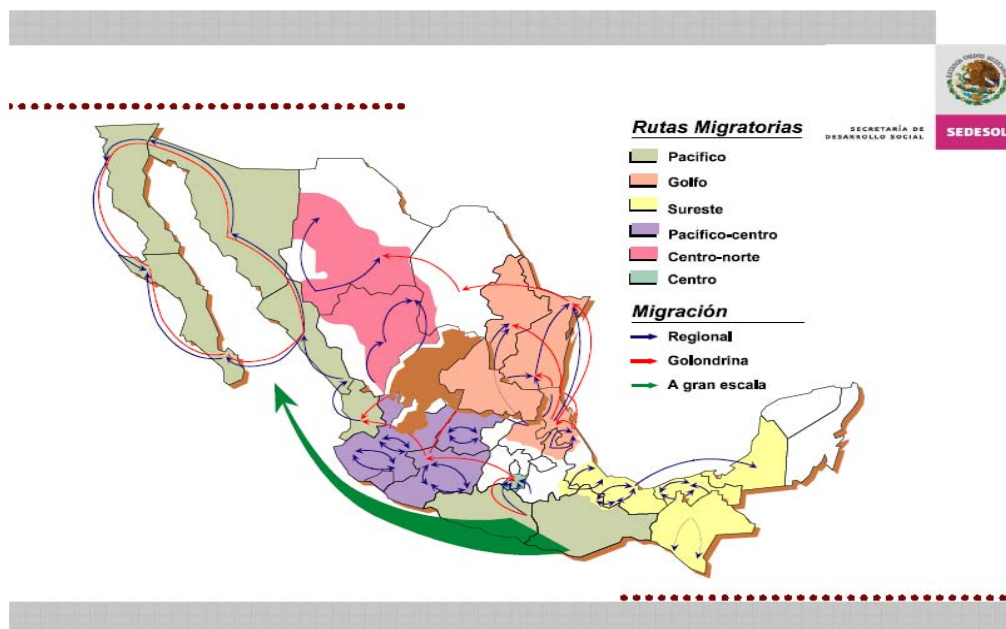 Rutas Migratorias
Pacífico
Golfo
Sureste
Pacífico-centro
Centro-norte
Centro
Migración
Regional
Golondrina
A gran escala
SECRETARÍA DE
DESARROLLO SOCIAL
SEDESOL